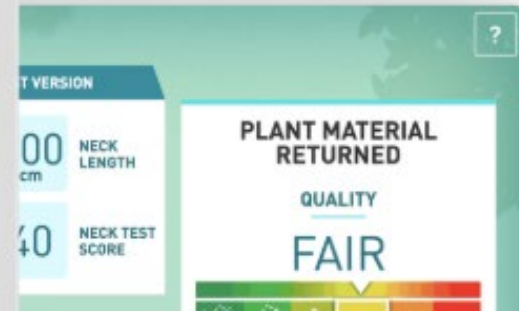 ?
T VERSION
00
cm
NECK
LENGTH
40
NECK TEST
SCORE
PLANT MATERIAL
RETURNED
QUALITY
FAIR